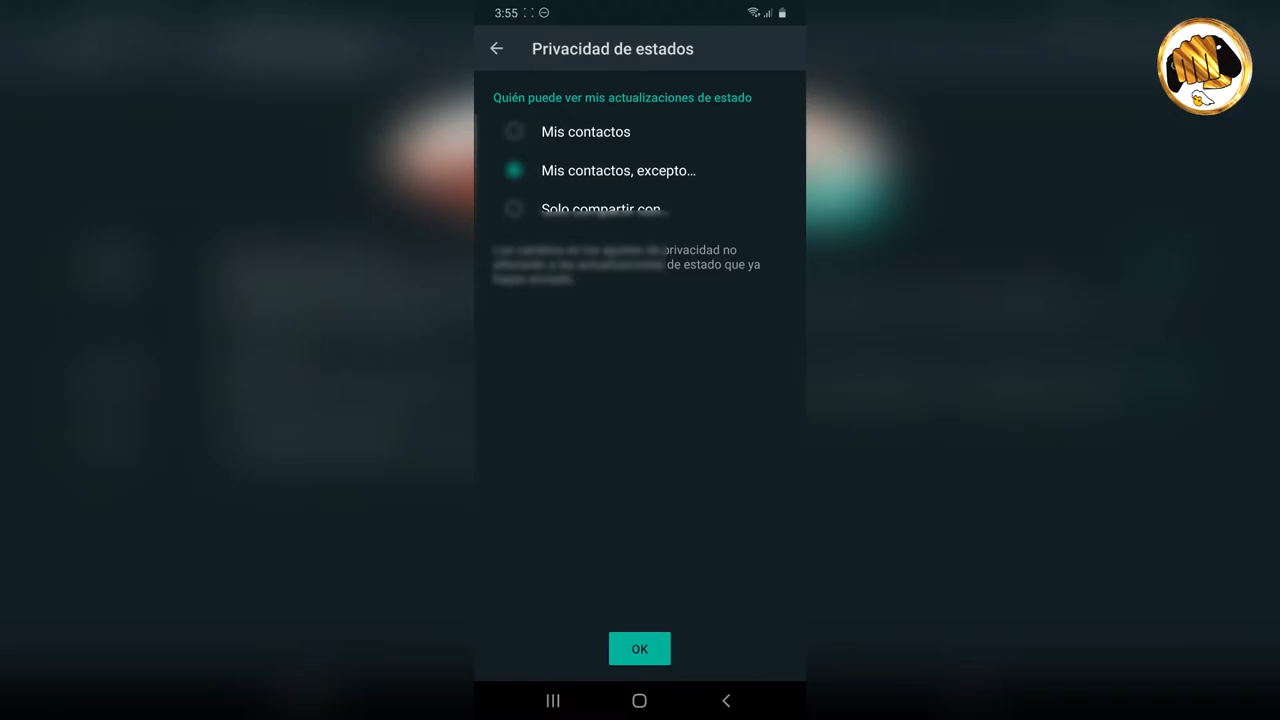 3:55
Privacidad de estados
Quién puede ver mis actualizaciones de estado
Mis contactos
Mis contactos, excepto...
Solo compartir con
privacidad no
de estado que ya
OK